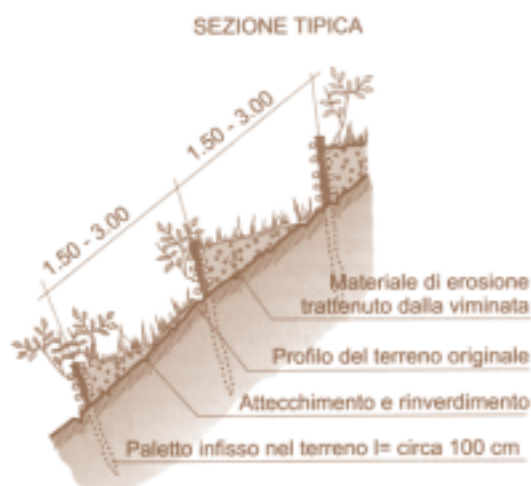 SEZIONE TIPICA
1.50 - 3.00
1.50 - 3.00
Materiale di erosione
trattenuto dalla viminata
Profilo del terreno originale
Attecchimento e rinverdimento
Paletto infisso nel terreno l= circa 100 cm